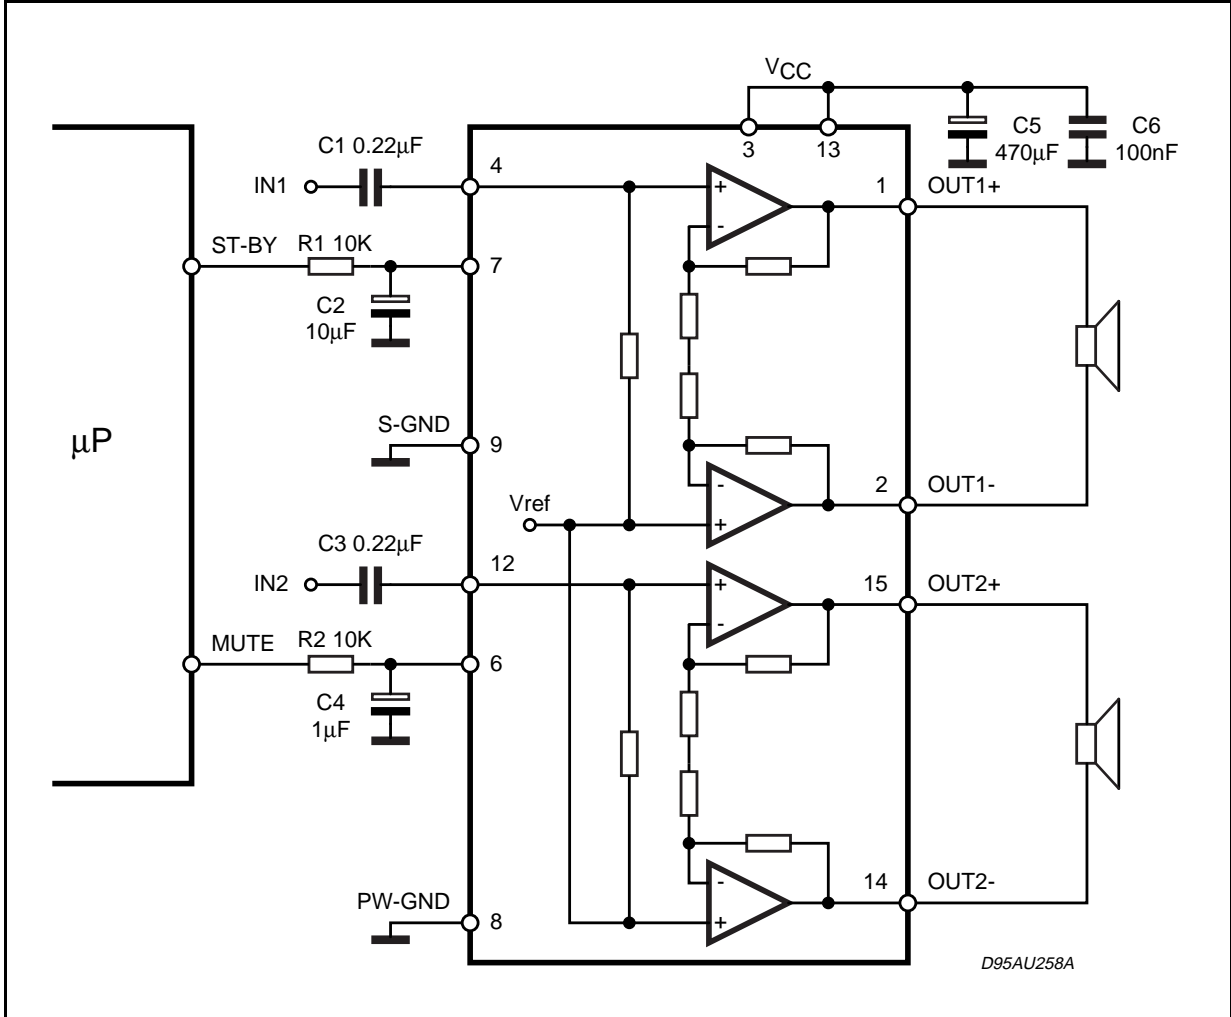 VCC
C1 0.22μF
3
13
C5
470μF
C6
100nF
IN1
4
+
-
1
OUT1+
ST-BY
R1 10K
7
C2
10μF
μP
S-GND
9
-
+
2
OUT1-
Vref
C3 0.22μF
IN2
12
+
-
15
OUT2+
MUTE
R2 10K
6
C4
1μF
PW-GND
8
-
+
14
OUT2-
D95AU258A